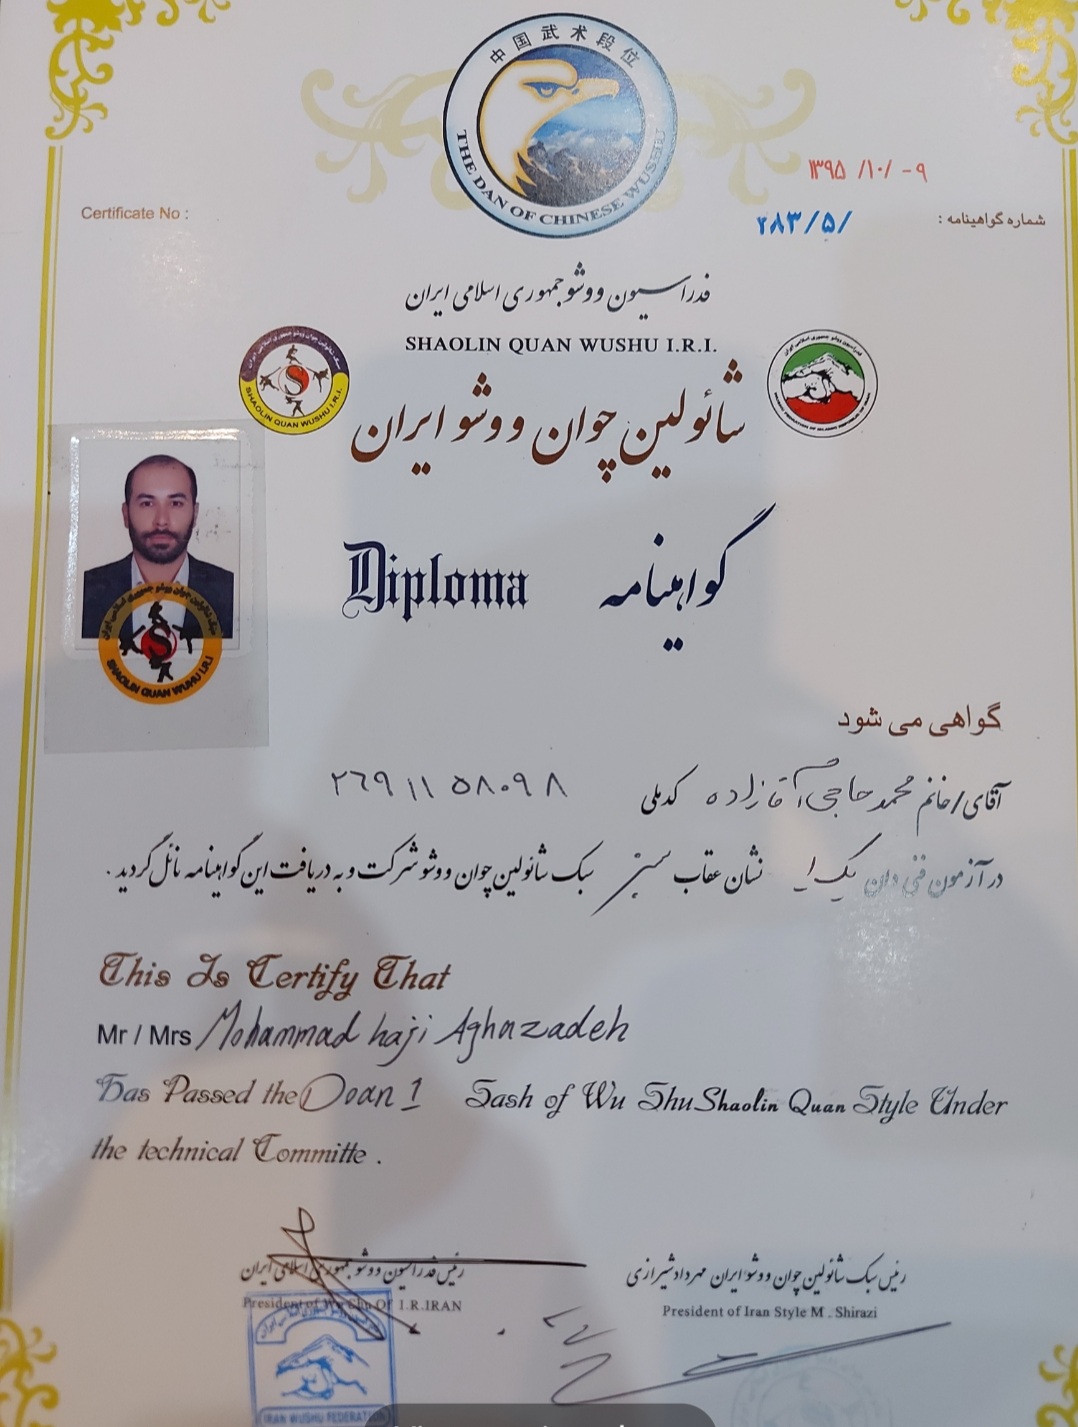 中国武术段位
THE DAN OF CHINESE WUSHU
۱۳۹۵ /۱۰/ -۹
Certificate No :
شماره گواهینامه :
۲۸۳/۵/
فدراسیون ووشو جمهوری اسلامی ایران
SHAOLIN QUAN WUSHU I.R.I.
SHAOLIN QUAN WUSHU I.R.I.
شائولین چوان ووشو ایران
Diploma
گواهینامه
SHAOLIN QUAN WUSHU I.R.I
گواهی می شود
آقای/خانم محمد حاجی آقازاده کدملی ۲۶۹۱۱۵۸۰۹۸
در آزمون فنی دان یک نشان عقاب سبز سبک شائولین چوان ووشو شرکت و به دریافت این گواهینامه نائل گردید .
This Is Certify That
Mr / Mrs Mohammad haji Aghazadeh
Has Passed the Doan 1 Sash of Wu Shu Shaolin Quan Style Under
the technical Committe .
رئیس فدراسیون ووشو جمهوری اسلامی ایران
President of Wu Shu Of I.R.IRAN
رئیس سبک شائولین چوان ووشو ایران مهرداد شیرازی
President of Iran Style M . Shirazi
IRAN WUSHU FEDERATION